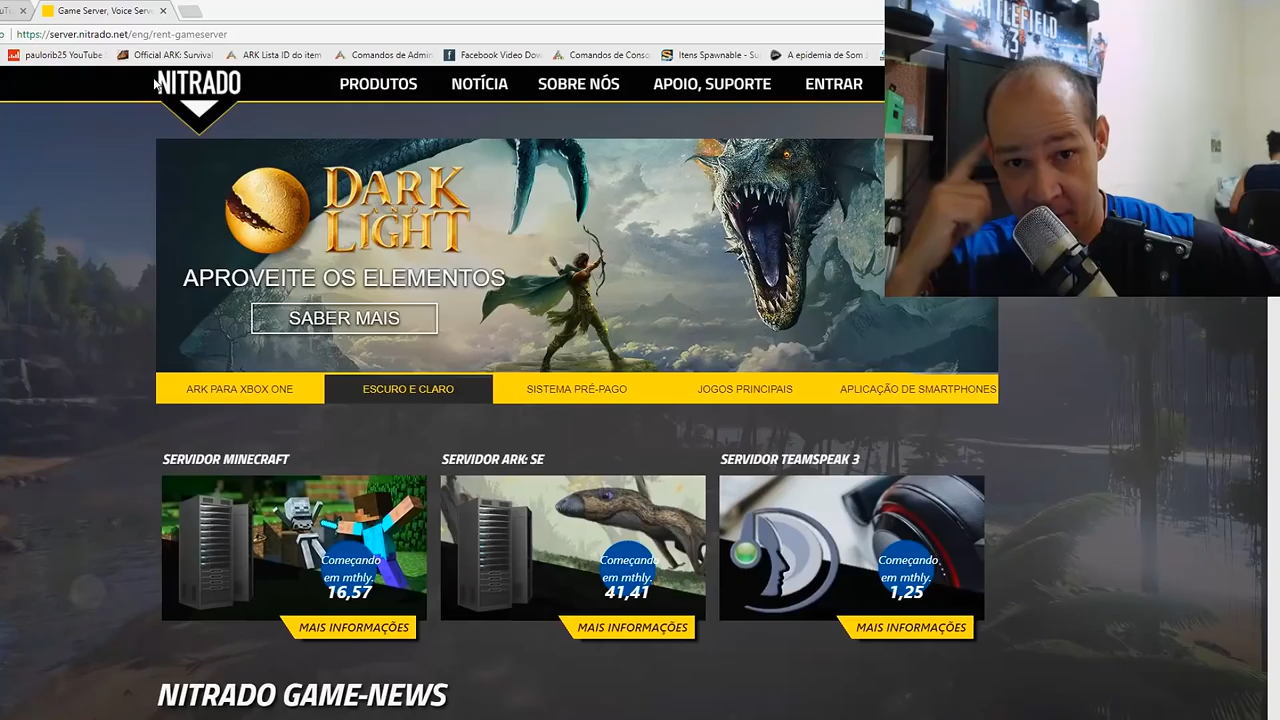 Game Server, Voice Serve
https://server.nitrado.net/eng/rent-gameserver
paulorib25 YouTube
Official ARK: Survival
ARK Lista ID do item
Comandos de Admin
Facebook Video Dow
Comandos de Conso
Itens Spawnable - Su
A epidemia de Som
NITRADO
PRODUTOS
NOTÍCIA
SOBRE NÓS
APOIO, SUPORTE
ENTRAR
BATTLEFIELD
3
DARK
AND
LIGHT
APROVEITE OS ELEMENTOS
SABER MAIS
ARK PARA XBOX ONE
ESCURO E CLARO
SISTEMA PRÉ-PAGO
JOGOS PRINCIPAIS
APLICAÇÃO DE SMARTPHONES
SERVIDOR MINECRAFT
Começando
em mthly.
16,57
MAIS INFORMAÇÕES
SERVIDOR ARK: SE
Começando
em mthly.
41,41
MAIS INFORMAÇÕES
SERVIDOR TEAMSPEAK 3
Começando
em mthly.
1,25
MAIS INFORMAÇÕES
NITRADO GAME-NEWS